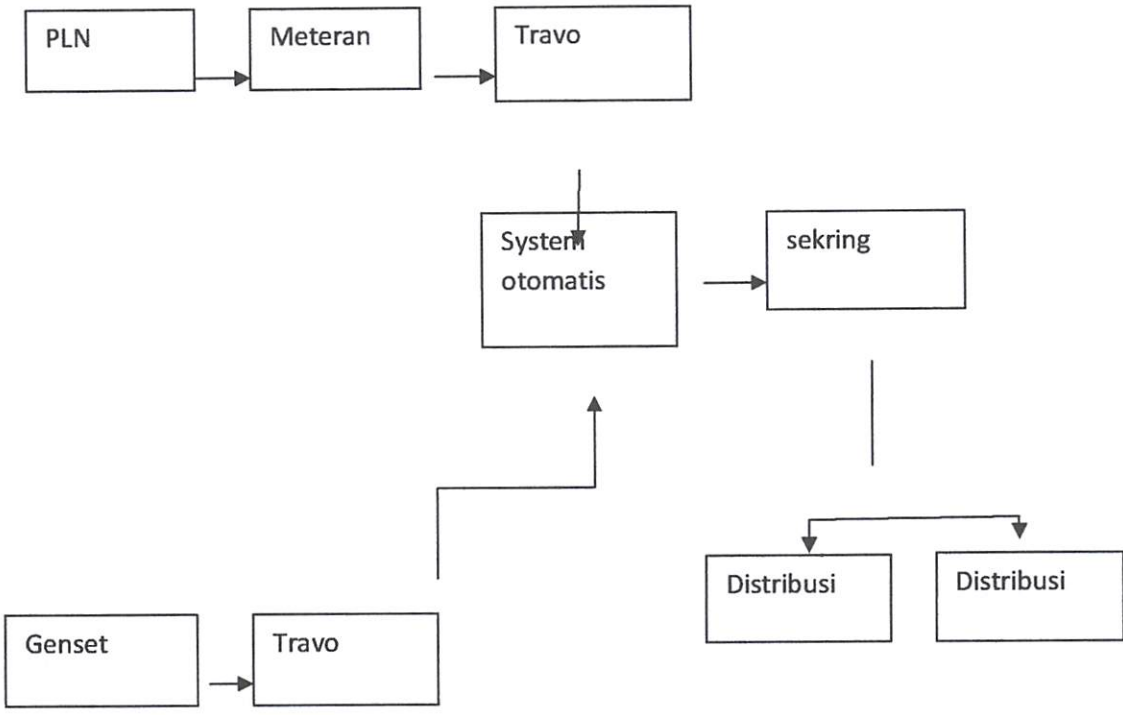 PLN
Meteran
Travo
System
otomatis
sekring
Distribusi
Distribusi
Genset
Travo